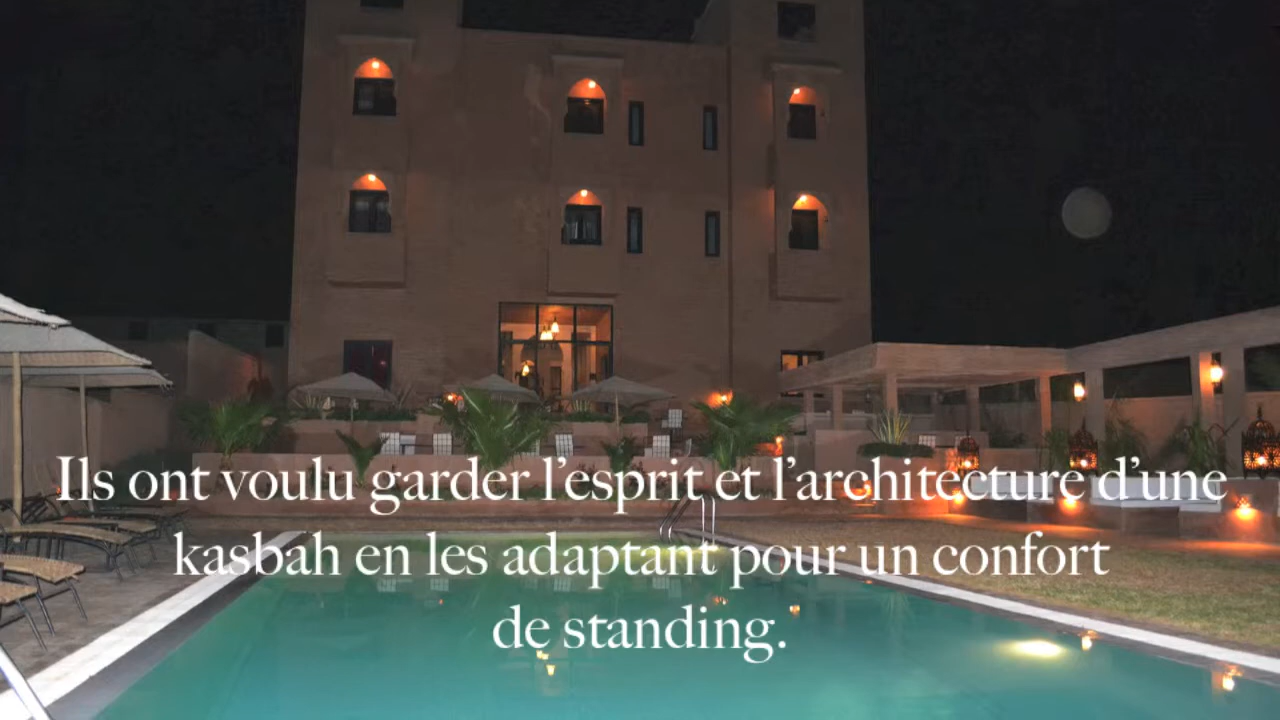 Ils ont voulu garder l’esprit et l’architecture d’une
kasbah en les adaptant pour un confort
de standing.